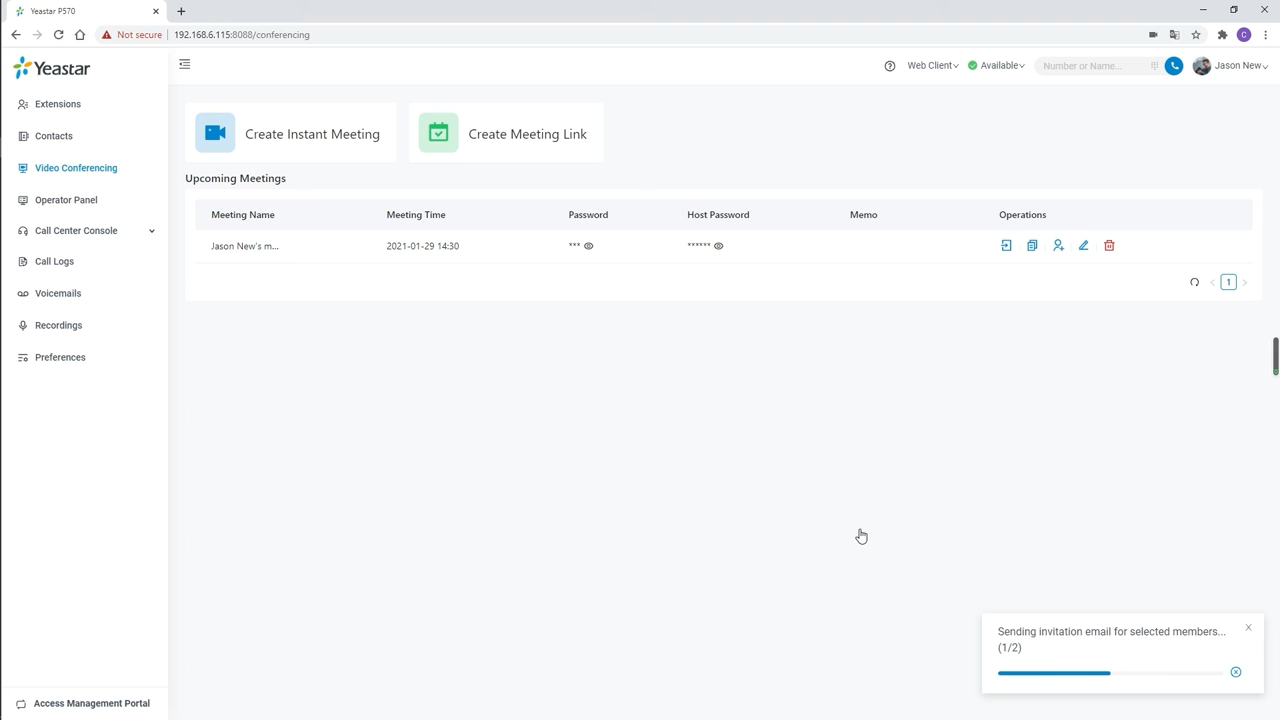 Yeastar P570
Not secure
192.168.6.115:8088/conferencing
C
Yeastar
Web Client
Available
Number or Name...
Jason New
Extensions
Contacts
Video Conferencing
Operator Panel
Call Center Console
Call Logs
Voicemails
Recordings
Preferences
Access Management Portal
Create Instant Meeting
Create Meeting Link
Upcoming Meetings
Meeting Name Meeting Time Password Host Password Memo Operations
Jason New's m... 2021-01-29 14:30 *** ******
1
Sending invitation email for selected members...
(1/2)